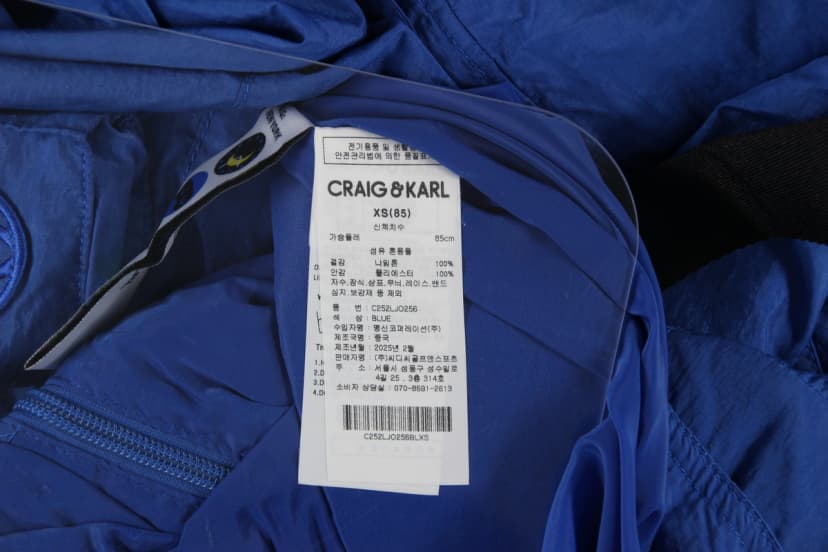 NEW YORK
전기용품 및 생활용
안전관리법에 의한 품질표
CRAIG & KARL
XS(85)
신체치수
가슴둘레 85cm
섬유 혼용률
겉감 나일론 100%
안감 폴리에스터 100%
자수,장식,상표,무늬,레이스,밴드
심지,보강재 등 제외
품 번 : C252LJO256
색 상 : BLUE
수입자명 : 명신코퍼레이션(주)
제조국명 : 중국
제조년월 : 2025년 2월
판매자명 : (주)씨디씨골프앤스포츠
주 소 : 서울시 성동구 성수일로
4길 25 , 3층 314호
소비자 상담실 : 070-8691-2613
C252LJO256BLXS